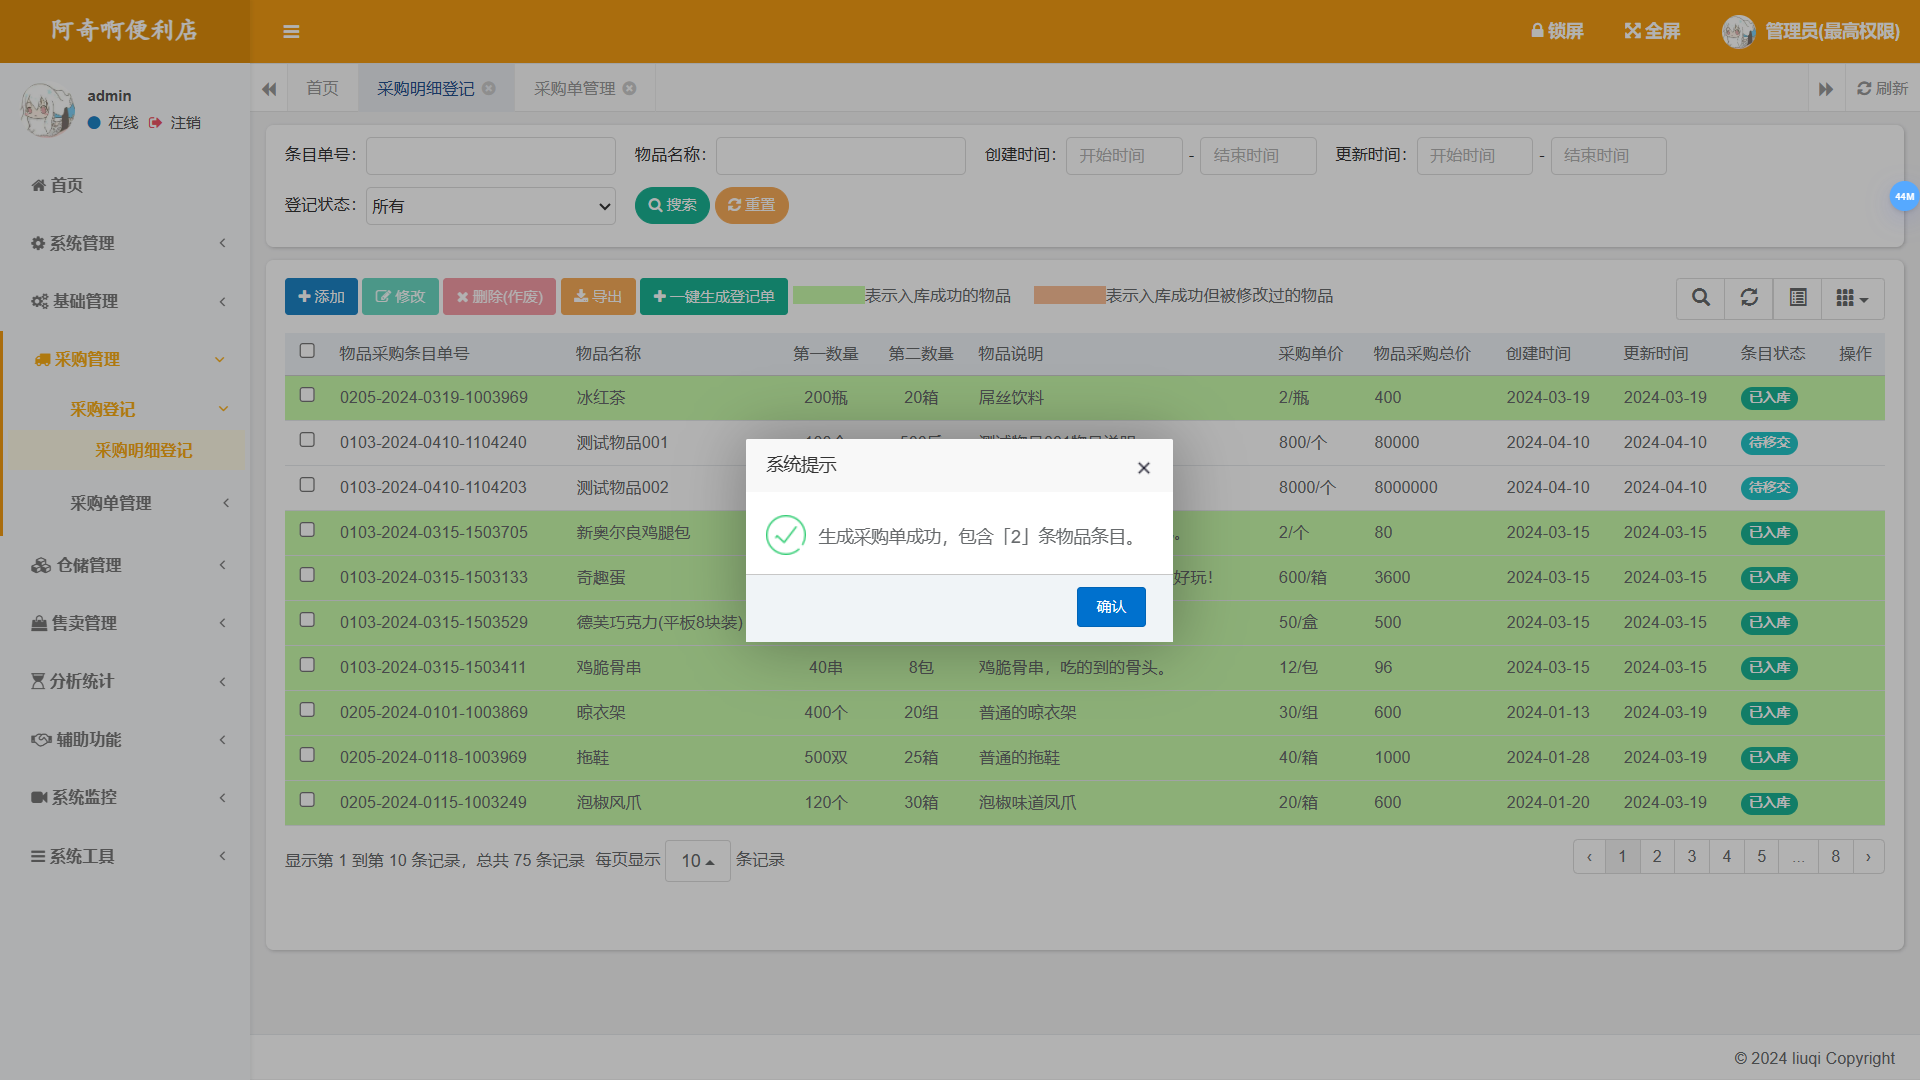 阿奇啊便利店
锁屏 全屏 管理员(最高权限)
admin
在线 注销
首页 采购明细登记 采购单管理 刷新
条目单号： 物品名称： 创建时间： 开始时间 - 结束时间 更新时间： 开始时间 - 结束时间
登记状态： 所有 搜索 重置
44M
首页
系统管理
基础管理
采购管理
采购登记
采购明细登记
采购单管理
仓储管理
售卖管理
分析统计
辅助功能
系统监控
系统工具
添加 修改 删除(作废) 导出 一键生成登记单 表示入库成功的物品 表示入库成功但被修改过的物品
物品采购条目单号 物品名称 第一数量 第二数量 物品说明 采购单价 物品采购总价 创建时间 更新时间 条目状态 操作
0205-2024-0319-1003969 冰红茶 200瓶 20箱 屌丝饮料 2/瓶 400 2024-03-19 2024-03-19 已入库
0103-2024-0410-1104240 测试物品001 800/个 80000 2024-04-10 2024-04-10 待移交
0103-2024-0410-1104203 测试物品002 8000/个 8000000 2024-04-10 2024-04-10 待移交
0103-2024-0315-1503705 新奥尔良鸡腿包 。 2/个 80 2024-03-15 2024-03-15 已入库
0103-2024-0315-1503133 奇趣蛋 好玩！ 600/箱 3600 2024-03-15 2024-03-15 已入库
0103-2024-0315-1503529 德芙巧克力(平板8块装) 50/盒 500 2024-03-15 2024-03-15 已入库
0103-2024-0315-1503411 鸡脆骨串 40串 8包 鸡脆骨串，吃的到的骨头。 12/包 96 2024-03-15 2024-03-15 已入库
0205-2024-0101-1003869 晾衣架 400个 20组 普通的晾衣架 30/组 600 2024-01-13 2024-03-19 已入库
0205-2024-0118-1003969 拖鞋 500双 25箱 普通的拖鞋 40/箱 1000 2024-01-28 2024-03-19 已入库
0205-2024-0115-1003249 泡椒风爪 120个 30箱 泡椒味道凤爪 20/箱 600 2024-01-20 2024-03-19 已入库
系统提示 ×
生成采购单成功，包含「2」条物品条目。
确认
显示第 1 到第 10 条记录，总共 75 条记录 每页显示 10 条记录
‹ 1 2 3 4 5 ... 8 ›
© 2024 liuqi Copyright